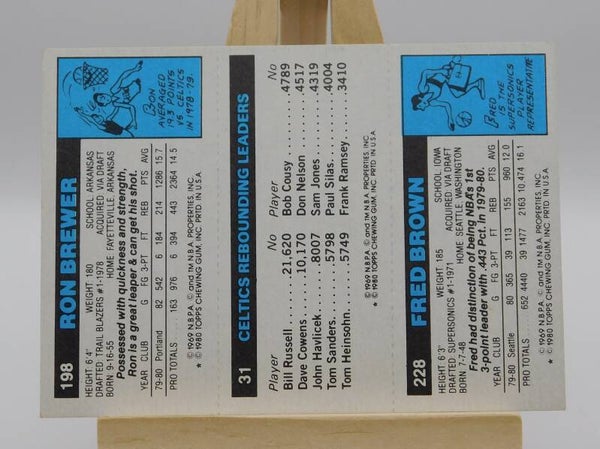 198 RON BREWER
HEIGHT: 6'4" WEIGHT: 180 SCHOOL: ARKANSAS
DRAFTED: TRAIL BLAZERS #1-1978 ACQUIRED: VIA DRAFT
BORN: 9-16-55 HOME: FAYETTEVILLE, ARKANSAS
Possessed with quickness and strength,
Ron is a great leaper & can get his shot.
YEAR CLUB G FG 3-PT FT REB PTS AVG
79-80 Portland 82 542 6 184 214 1286 15.7
PRO TOTALS 163 976 6 394 443 2364 14.5
©1969 N.B.P.A. © and TM N.B.A. PROPERTIES, INC.
* © 1980 TOPPS CHEWING GUM, INC. PRTD. IN U.S.A.
RON
AVERAGED
19.3 POINTS
VS. CELTICS
IN 1978-79.
31 CELTICS REBOUNDING LEADERS
Player No Player No
Bill Russell.....21,620 Bob Cousy.....4789
Dave Cowens...10,170 Don Nelson.....4517
John Havlicek....8007 Sam Jones.....4319
Tom Sanders....5798 Paul Silas.....4004
Tom Heinsohn...5749 Frank Ramsey...3410
©1969 N.B.P.A. © and TM N.B.A. PROPERTIES, INC.
* © 1980 TOPPS CHEWING GUM, INC. PRTD. IN U.S.A.
228 FRED BROWN
HEIGHT: 6'3" WEIGHT: 185 SCHOOL: IOWA
DRAFTED: SUPERSONICS #1-1971 ACQUIRED: VIA DRAFT
BORN: 7-7-48 HOME: SEATTLE, WASHINGTON
Fred had distinction of being NBA's 1st
3-point leader with .443 Pct. in 1979-80.
YEAR CLUB G FG 3-PT FT REB PTS AVG
79-80 Seattle 80 365 39 113 155 960 12.0
PRO TOTALS 652 4440 39 1477 2163 10,474 16.1
©1969 N.B.P.A. © and TM N.B.A. PROPERTIES, INC.
* © 1980 TOPPS CHEWING GUM, INC. PRTD. IN U.S.A.
FRED
IS THE
SUPERSONICS
PLAYER
REPRESENTATIVE